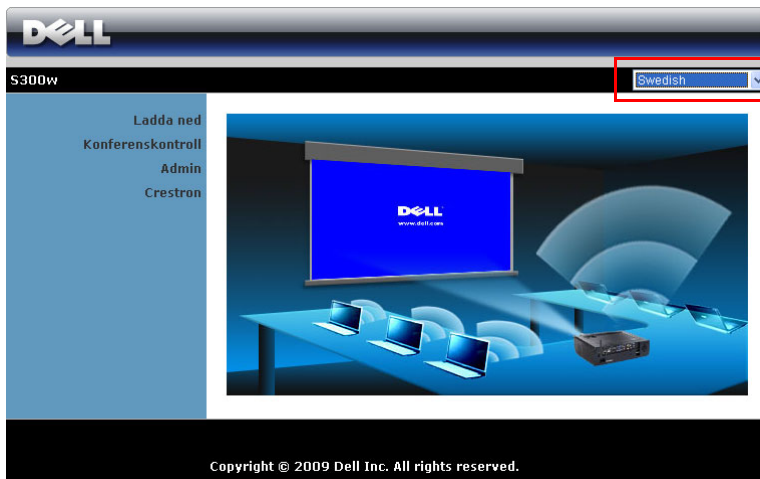 DELL
S300w
Swedish
Ladda ned
Konferenskontroll
Admin
Crestron
DELL
www.dell.com
Copyright © 2009 Dell Inc. All rights reserved.